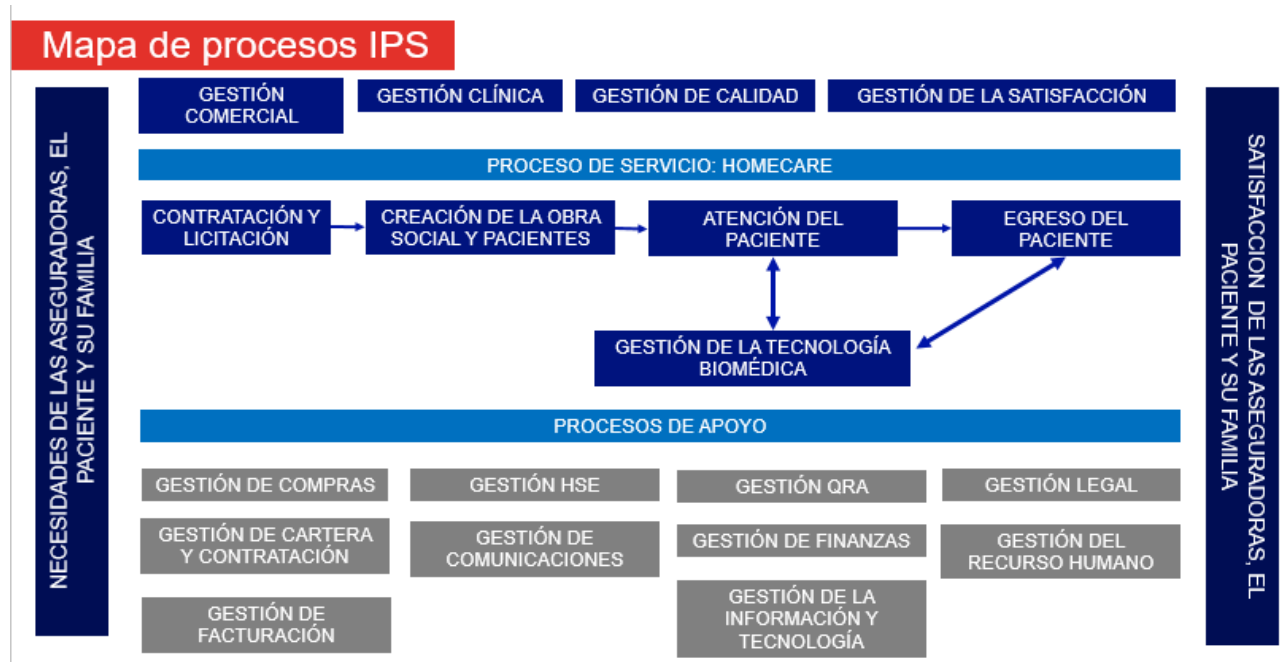 Mapa de procesos IPS
NECESIDADES DE LAS ASEGURADORAS, EL
PACIENTE Y SU FAMILIA
GESTIÓN
COMERCIAL
GESTIÓN CLÍNICA
GESTIÓN DE CALIDAD
GESTIÓN DE LA SATISFACCIÓN
PROCESO DE SERVICIO: HOMECARE
CONTRATACIÓN Y
LICITACIÓN
CREACIÓN DE LA OBRA
SOCIAL Y PACIENTES
ATENCIÓN DEL
PACIENTE
EGRESO DEL
PACIENTE
GESTIÓN DE LA TECNOLOGÍA
BIOMÉDICA
PROCESOS DE APOYO
GESTIÓN DE COMPRAS
GESTIÓN HSE
GESTIÓN QRA
GESTIÓN LEGAL
GESTIÓN DE CARTERA
Y CONTRATACIÓN
GESTIÓN DE
COMUNICACIONES
GESTIÓN DE FINANZAS
GESTIÓN DEL
RECURSO HUMANO
GESTIÓN DE
FACTURACIÓN
GESTIÓN DE LA
INFORMACIÓN Y
TECNOLOGÍA
SATISFACCION DE LAS ASEGURADORAS, EL
PACIENTE Y SU FAMILIA